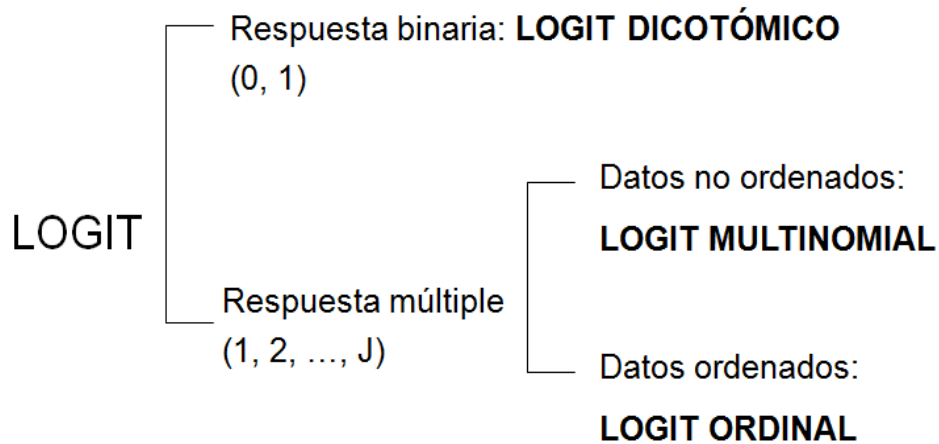 LOGIT
Respuesta binaria: LOGIT DICOTÓMICO
(0, 1)
Respuesta múltiple
(1, 2, ..., J)
Datos no ordenados:
LOGIT MULTINOMIAL
Datos ordenados:
LOGIT ORDINAL